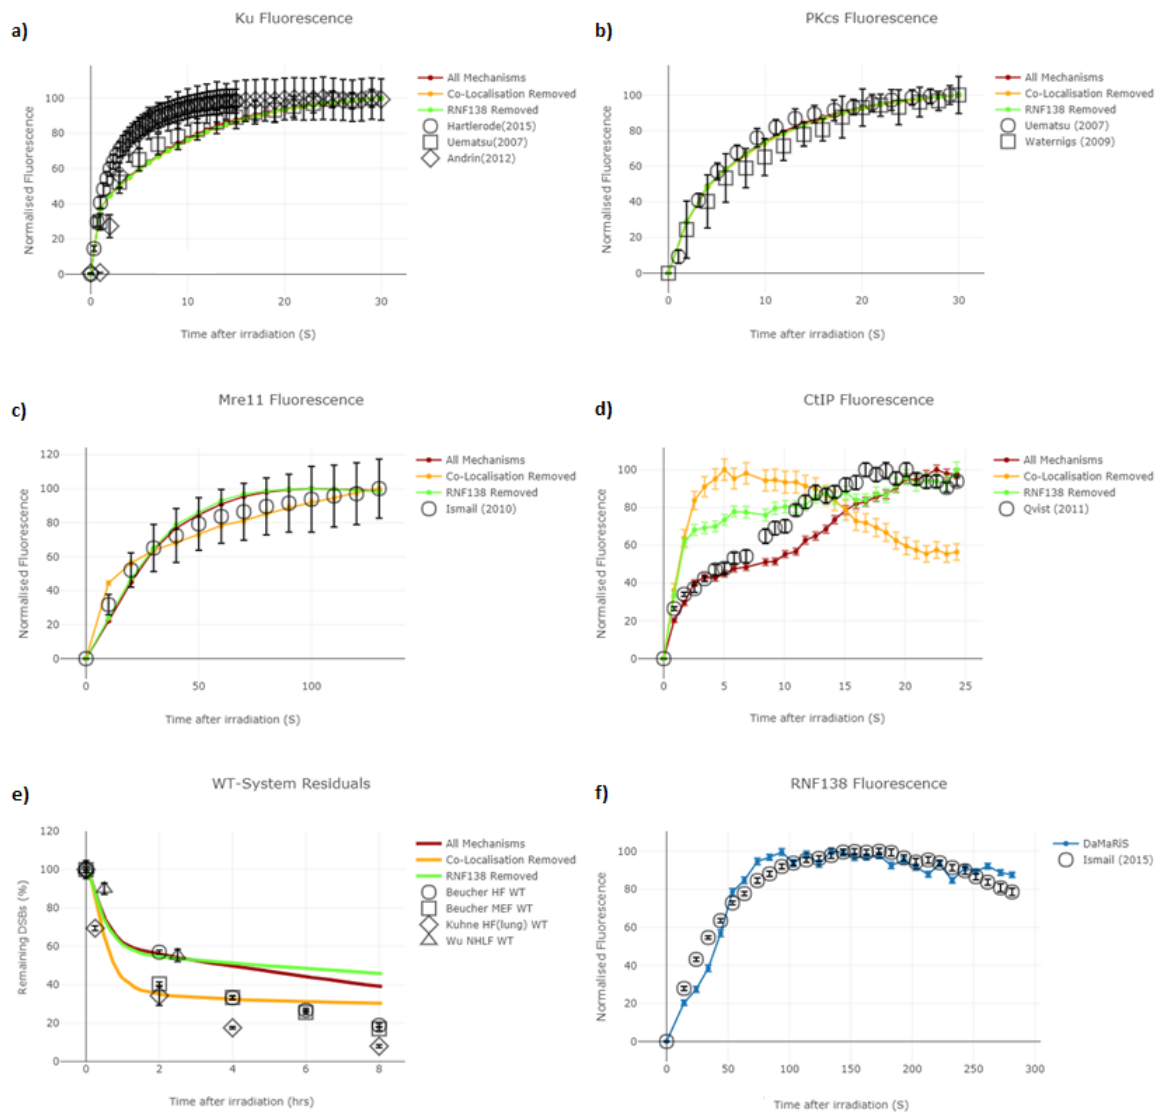 a)
Ku Fluorescence
Normalised Fluorescence
100
80
60
40
20
0
0
10
20
30
Time after irradiation (S)
All Mechanisms
Co-Localisation Removed
RNF138 Removed
Hartlerode(2015)
Uematsu(2007)
Andrin(2012)
b)
PKcs Fluorescence
Normalised Fluorescence
100
80
60
40
20
0
0
10
20
30
Time after irradiation (S)
All Mechanisms
Co-Localisation Removed
RNF138 Removed
Uematsu (2007)
Waternigs (2009)
c)
Mre11 Fluorescence
Normalised Fluorescence
120
100
80
60
40
20
0
0
50
100
Time after irradiation (S)
All Mechanisms
Co-Localisation Removed
RNF138 Removed
Ismail (2010)
d)
CtIP Fluorescence
Normalised Fluorescence
100
80
60
40
20
0
0
5
10
15
20
25
Time after irradiation (S)
All Mechanisms
Co-Localisation Removed
RNF138 Removed
Qvist (2011)
e)
WT-System Residuals
Remaining DSBs (%)
120
100
80
60
40
20
0
0
2
4
6
8
Time after irradiation (hrs)
All Mechanisms
Co-Localisation Removed
RNF138 Removed
Beucher HF WT
Beucher MEF WT
Kuhne HF(lung) WT
Wu NHLF WT
f)
RNF138 Fluorescence
Normalised Fluorescence
100
80
60
40
20
0
0
50
100
150
200
250
300
Time after irradiation (S)
DaMaRiS
Ismail (2015)